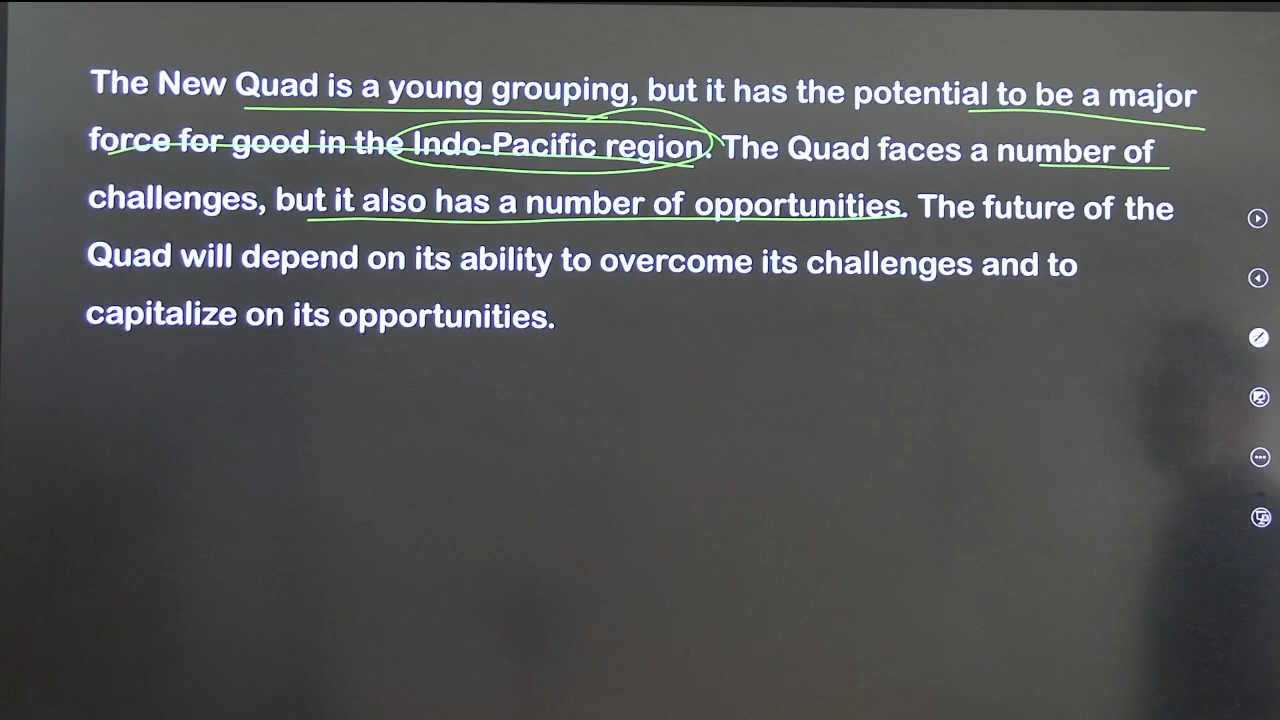 The New Quad is a young grouping, but it has the potential to be a major
force for good in the Indo-Pacific region. The Quad faces a number of
challenges, but it also has a number of opportunities. The future of the
Quad will depend on its ability to overcome its challenges and to
capitalize on its opportunities.